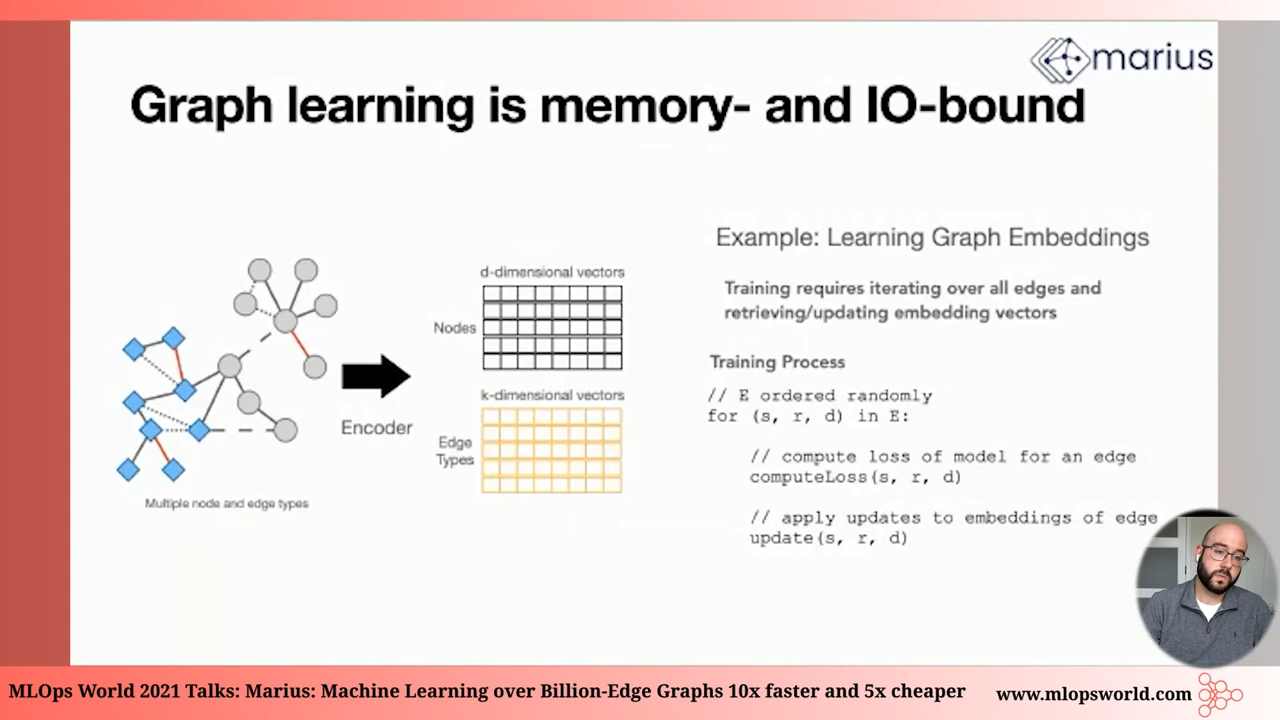 marius
Graph learning is memory- and IO-bound
Example: Learning Graph Embeddings
d-dimensional vectors
Training requires iterating over all edges and
retrieving/updating embedding vectors
Nodes
Training Process
k-dimensional vectors
// E ordered randomly
for (s, r, d) in E:
Encoder
Edge
Types
// compute loss of model for an edge
computeLoss(s, r, d)
Multiple node and edge types
// apply updates to embeddings of edge
update(s, r, d)
MLOps World 2021 Talks: Marius: Machine Learning over Billion-Edge Graphs 10x faster and 5x cheaper
www.mlopsworld.com